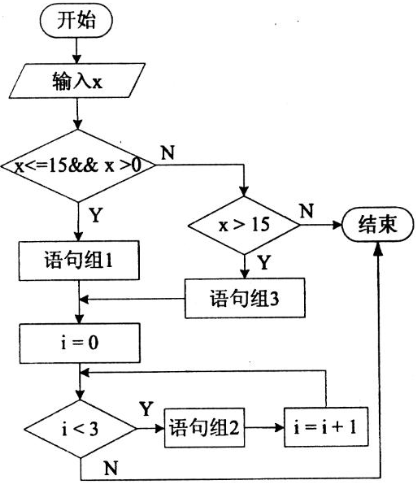 开始
输入x
x<=15&& x >0
N
Y
x > 15
N
结束
Y
语句组1
语句组3
i = 0
i < 3
Y
语句组2
i = i + 1
N